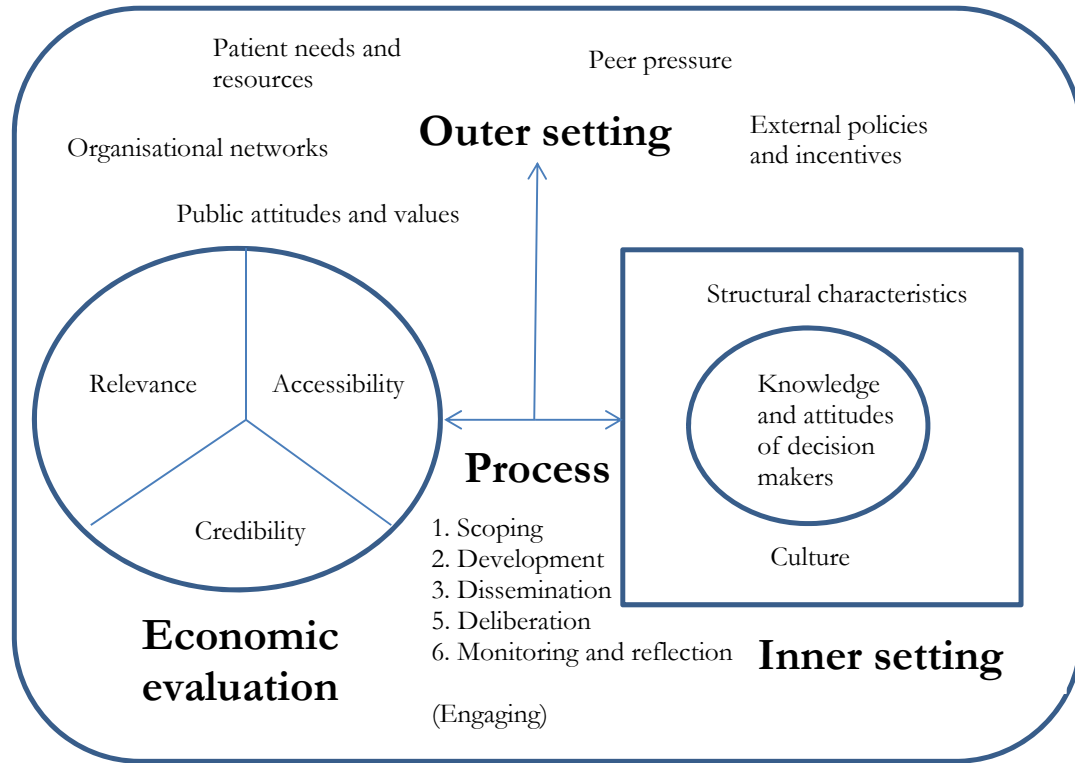 Patient needs and
resources
Peer pressure
Outer setting
External policies
and incentives
Organisational networks
Public attitudes and values
Structural characteristics
Relevance
Accessibility
Knowledge
and attitudes
of decision
makers
Process
Credibility
1. Scoping
2. Development
3. Dissemination
5. Deliberation
6. Monitoring and reflection
Culture
Economic
evaluation
Inner setting
(Engaging)